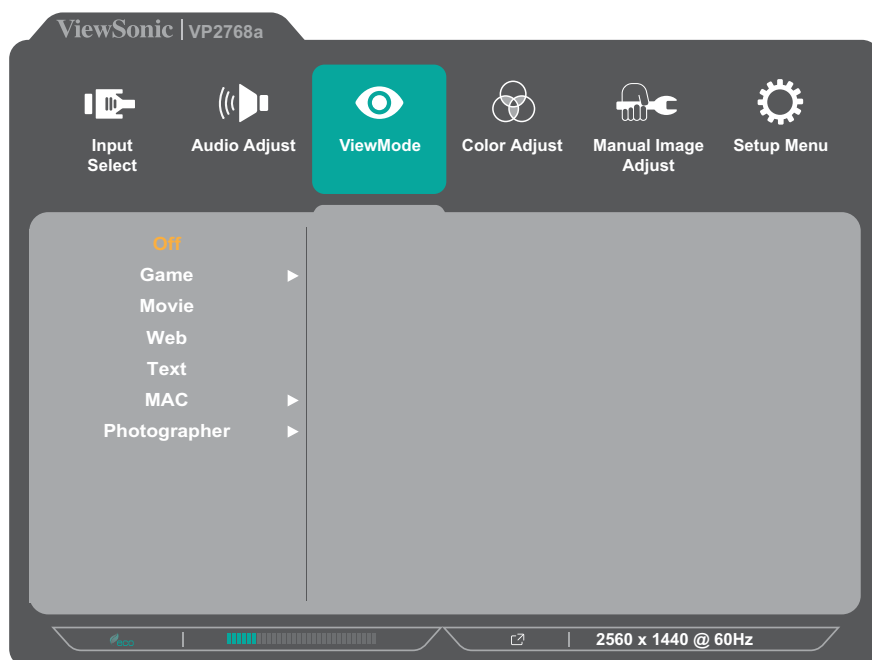 ViewSonic | VP2768a
Input Select
Audio Adjust
ViewMode
Color Adjust
Manual Image Adjust
Setup Menu
Off
Game ►
Movie
Web
Text
MAC ►
Photographer ►
eco
2560 x 1440 @ 60Hz